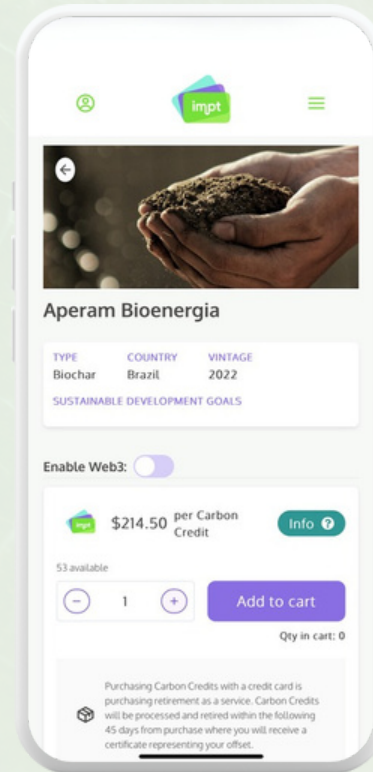 impt
Aperam Bioenergia
TYPE COUNTRY VINTAGE
Biochar Brazil 2022
SUSTAINABLE DEVELOPMENT GOALS
Enable Web3:
impt $214.50 per Carbon
Credit
Info ?
53 available
− 1 + Add to cart
Qty in cart: 0
Purchasing Carbon Credits with a credit card is
purchasing retirement as a service. Carbon Credits
will be processed and retired within the following
45 days from purchase where you will receive a
certificate representing your offset.